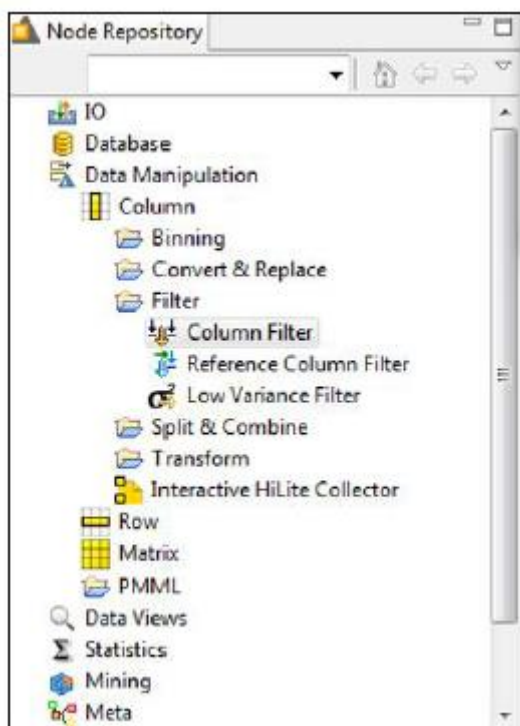 Node Repository
IO
Database
Data Manipulation
Column
Binning
Convert & Replace
Filter
Column Filter
Reference Column Filter
Low Variance Filter
Split & Combine
Transform
Interactive HiLite Collector
Row
Matrix
PMML
Data Views
Statistics
Mining
Meta